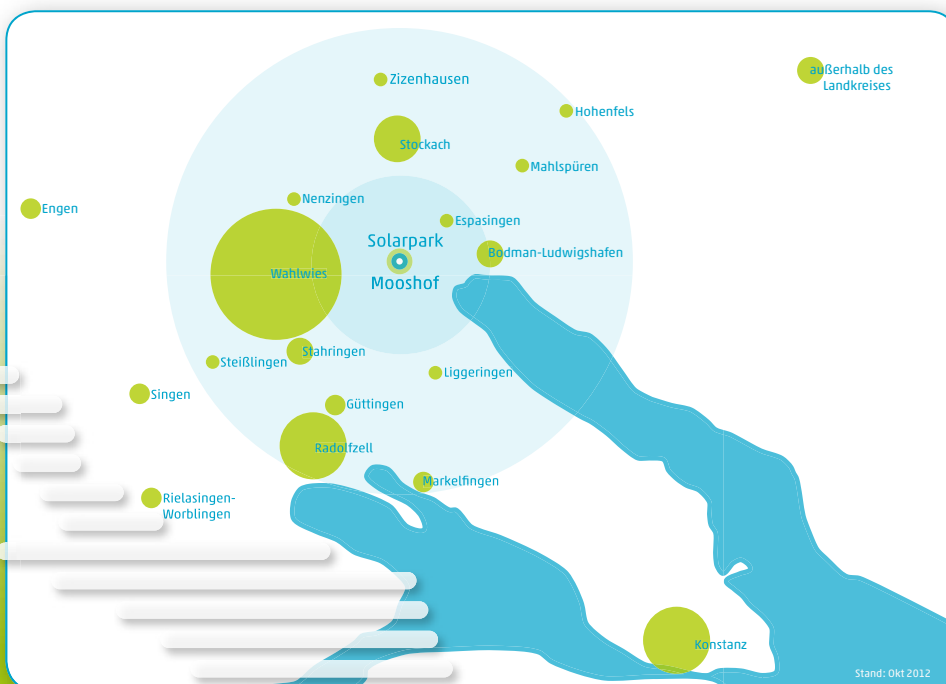 Zizenhausen
außerhalb des
Landkreises
Hohenfels
Stockach
Mahlspüren
Nenzingen
Engen
Espasingen
Solarpark
Mooshof
Bodman-Ludwigshafen
Wahlwies
Stahringen
Steißlingen
Liggeringen
Singen
Güttingen
Radolfzell
Markelfingen
Rielasingen-
Worblingen
Konstanz
Stand: Okt 2012